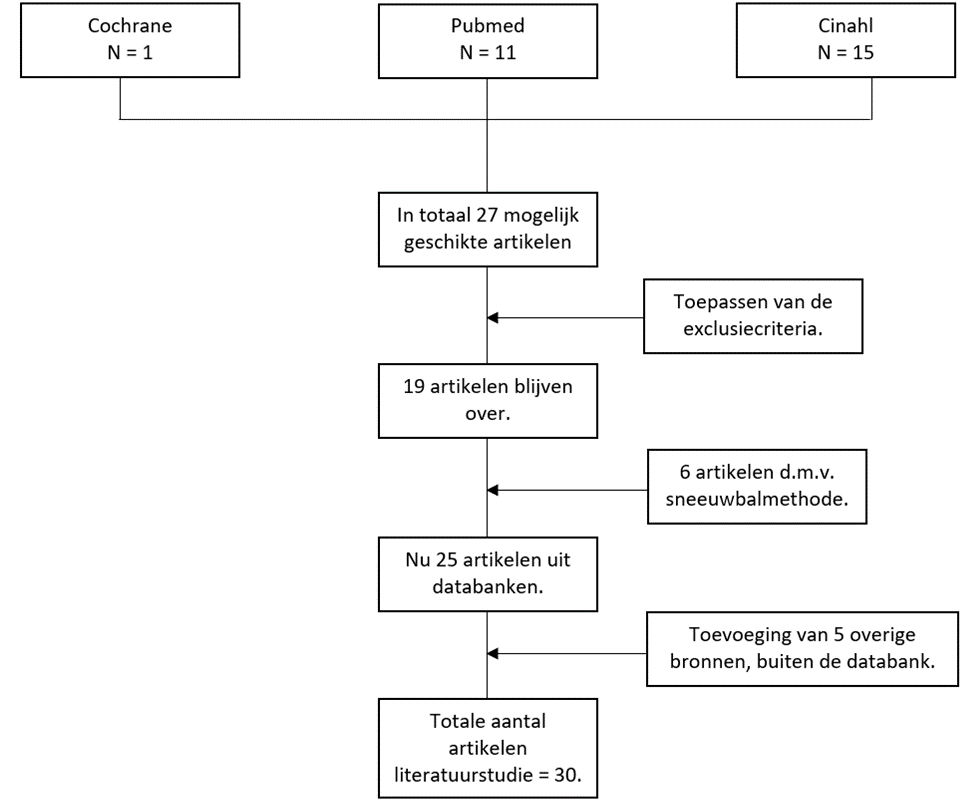 Cochrane
N = 1
Pubmed
N = 11
Cinahl
N = 15
In totaal 27 mogelijk
geschikte artikelen
Toepassen van de
exclusiecriteria.
19 artikelen blijven
over.
6 artikelen d.m.v.
sneeuwbalmethode.
Nu 25 artikelen uit
databanken.
Toevoeging van 5 overige
bronnen, buiten de databank.
Totale aantal
artikelen
literatuurstudie = 30.